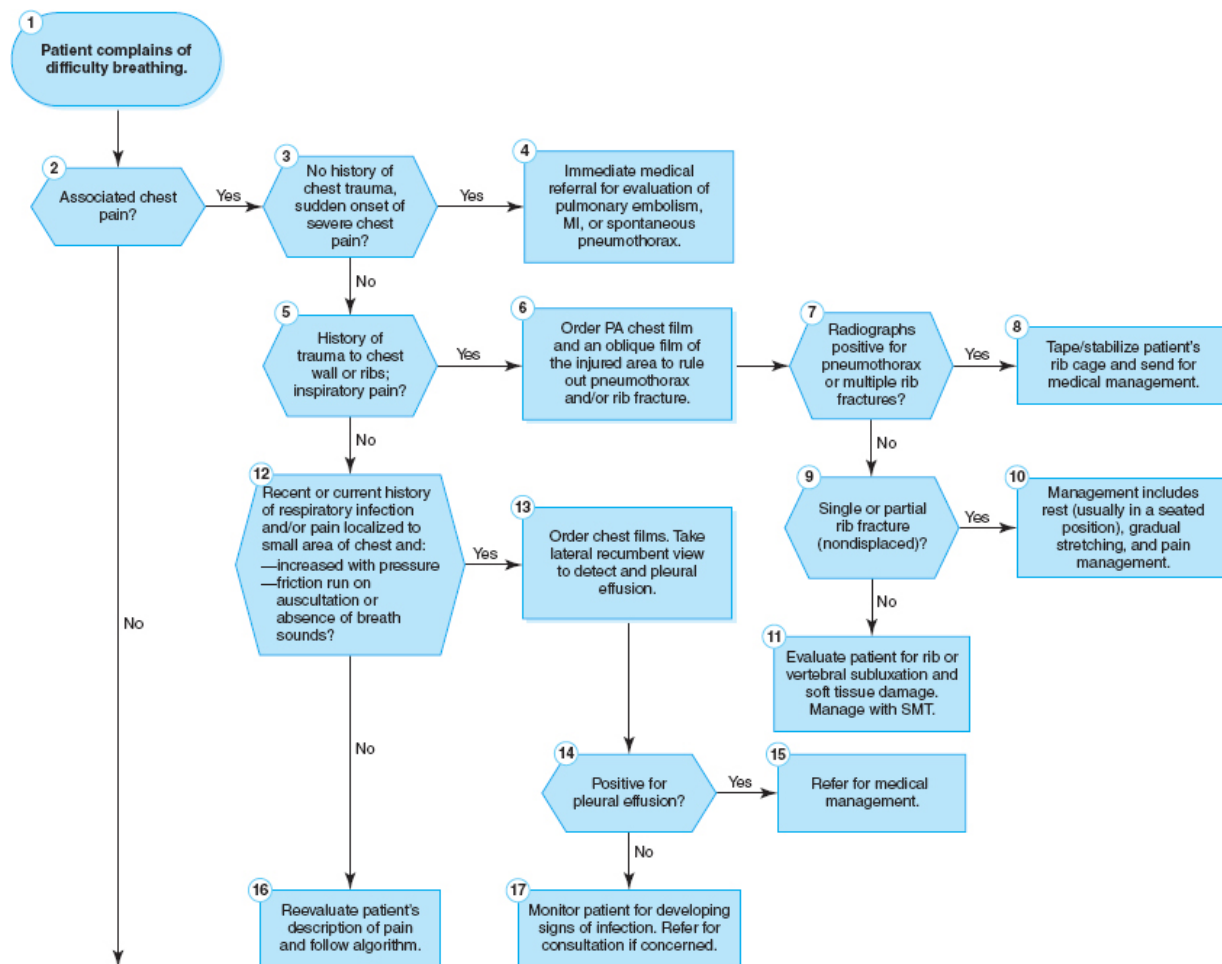 1
Patient complains of
difficulty breathing.
2
Associated chest
pain?
Yes
3
No history of
chest trauma,
sudden onset of
severe chest
pain?
Yes
4
Immediate medical
referral for evaluation of
pulmonary embolism,
MI, or spontaneous
pneumothorax.
No
5
History of
trauma to chest
wall or ribs;
inspiratory pain?
Yes
6
Order PA chest film
and an oblique film of
the injured area to rule
out pneumothorax
and/or rib fracture.
7
Radiographs
positive for
pneumothorax
or multiple rib
fractures?
Yes
8
Tape/stabilize patient's
rib cage and send for
medical management.
No
No
9
Single or partial
rib fracture
(nondisplaced)?
Yes
10
Management includes
rest (usually in a seated
position), gradual
stretching, and pain
management.
No
11
Evaluate patient for rib or
vertebral subluxation and
soft tissue damage.
Manage with SMT.
12
Recent or current history
of respiratory infection
and/or pain localized to
small area of chest and:
—increased with pressure
—friction run on
auscultation or
absence of breath
sounds?
Yes
13
Order chest films. Take
lateral recumbent view
to detect and pleural
effusion.
No
No
14
Positive for
pleural effusion?
Yes
15
Refer for medical
management.
No
16
Reevaluate patient's
description of pain
and follow algorithm.
17
Monitor patient for developing
signs of infection. Refer for
consultation if concerned.